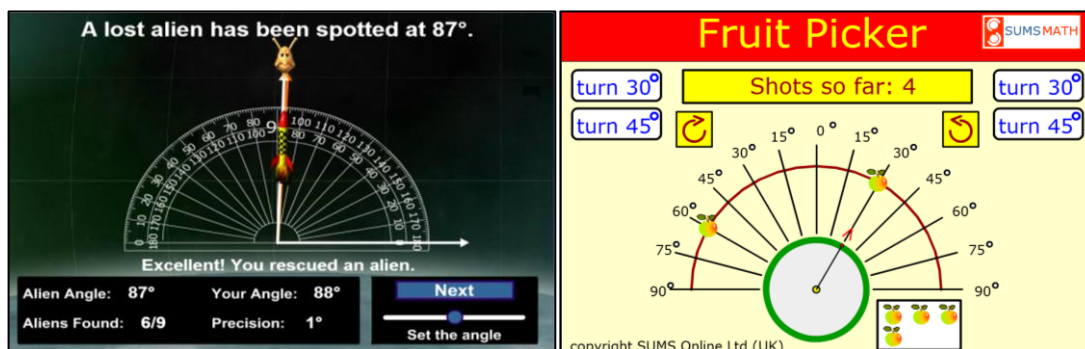 A lost alien has been spotted at 87°.
Excellent! You rescued an alien.
Alien Angle: 87° Your Angle: 88°
Aliens Found: 6/9 Precision: 1°
Next
Set the angle
Fruit Picker
SUMSMATH
turn 30°
Shots so far: 4
turn 30°
turn 45°
turn 45°
90°
75°
60°
45°
30°
15°
0°
15°
30°
45°
60°
75°
90°
copyright SUMS Online Ltd (UK)